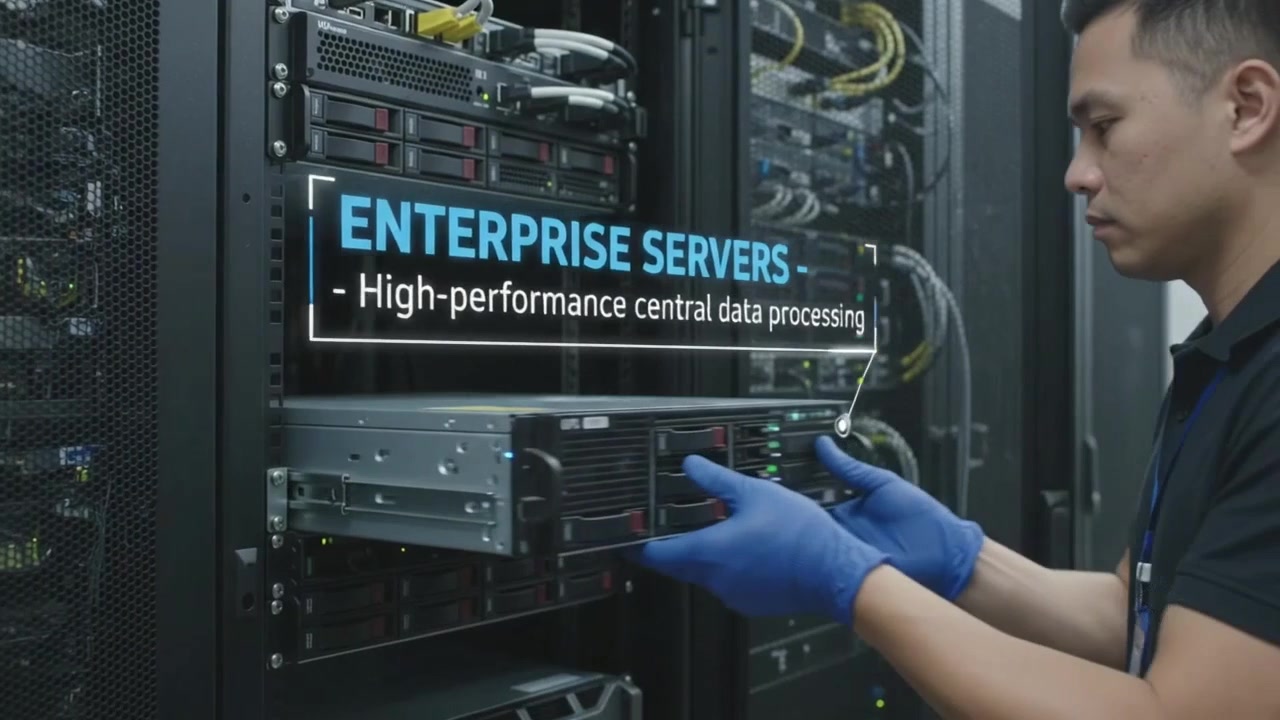 ENTERPRISE SERVERS -
- High-performance central data processing